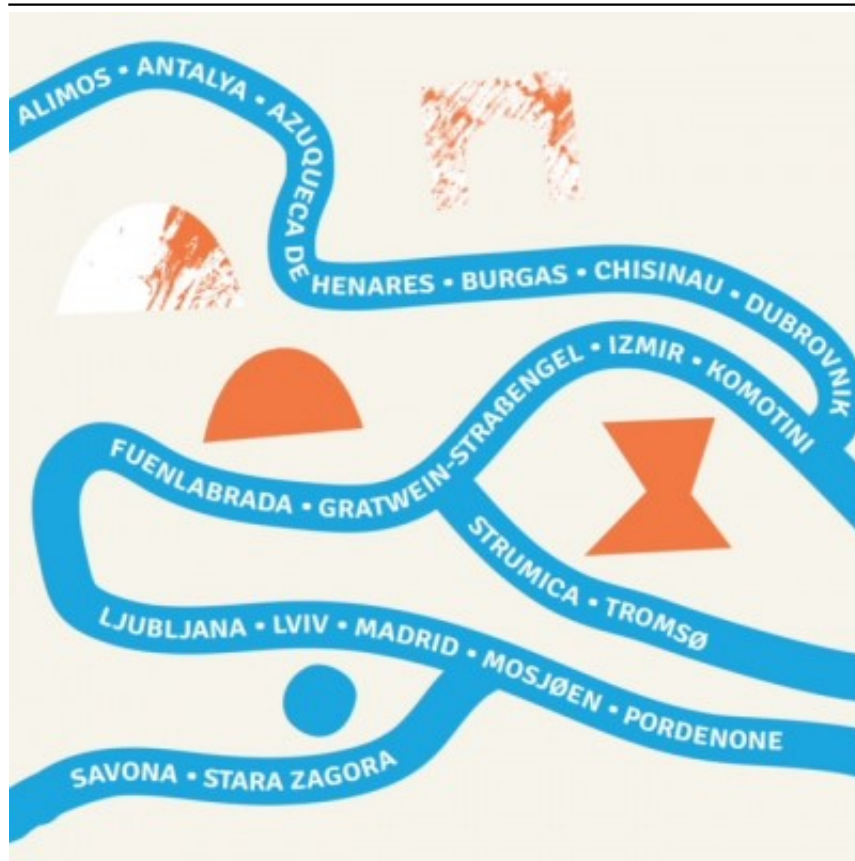 ALIMOS • ANTALYA • AZUQUECA DE HENARES • BURGAS • CHISINAU • DUBROVNIK
FUENLABRADA • GRATWEIN-STRAßENGEL • IZMIR • KOMOTINI
STRUMICA • TROMSØ
LJUBLJANA • LVIV • MADRID • MOSJØEN • PORDENONE
SAVONA • STARA ZAGORA